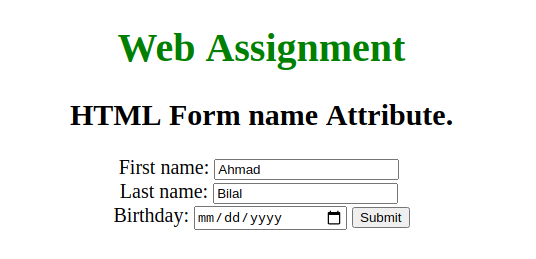 Web Assignment
HTML Form name Attribute.
First name: Ahmad
Last name: Bilal
Birthday: mm/dd/yyyy Submit